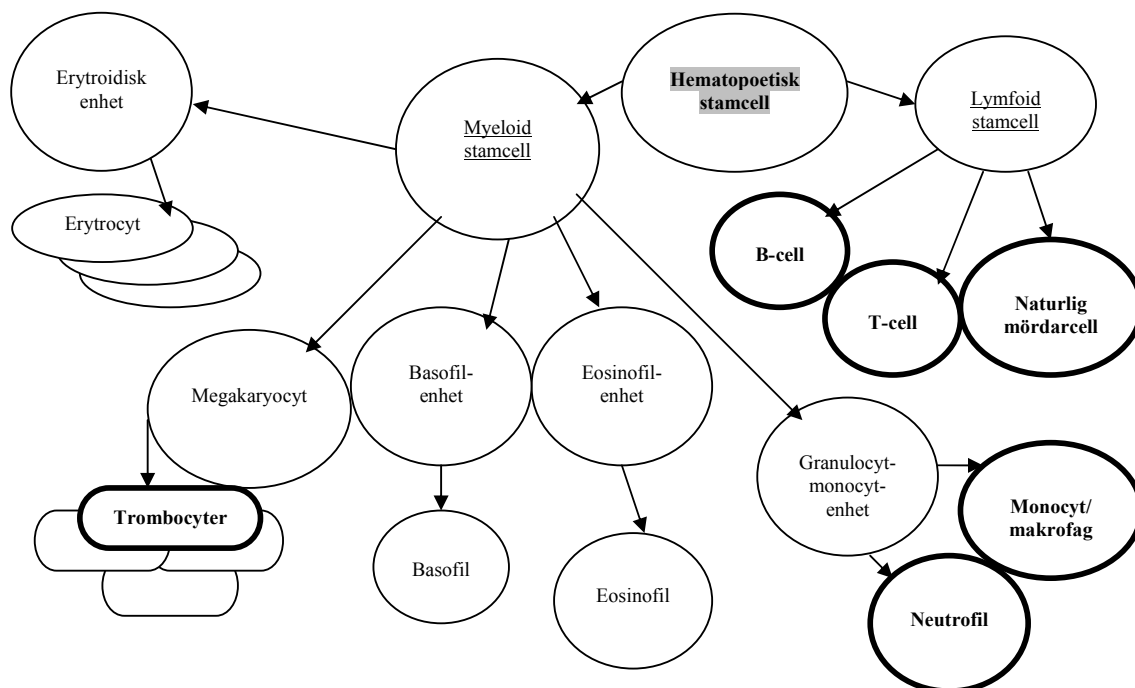 Erytroidisk
enhet
Hematopoetisk
stamcell
Myeloid
stamcell
Lymfoid
stamcell
Erytrocyt
B-cell
T-cell
Naturlig
mördarcell
Megakaryocyt
Basofil-
enhet
Eosinofil-
enhet
Granulocyt-
monocyt-
enhet
Monocyt/
makrofag
Trombocyter
Basofil
Eosinofil
Neutrofil